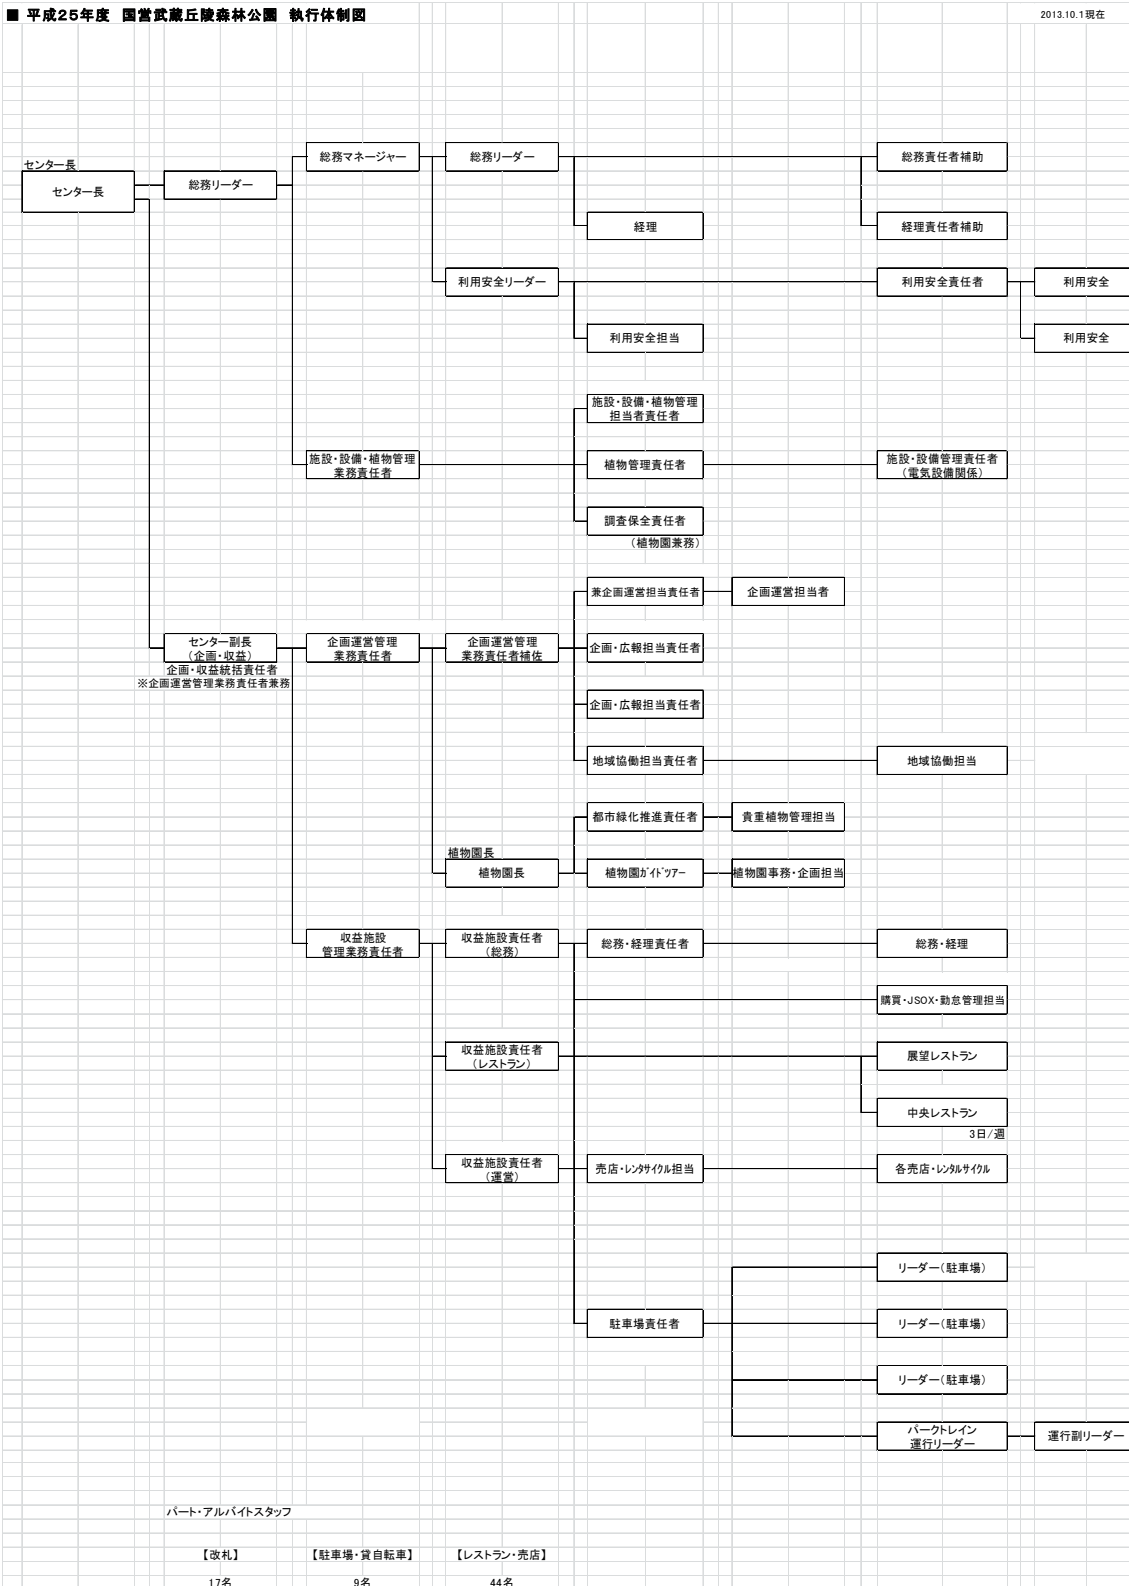 ■ 平成25年度 国営武蔵丘陵森林公園 執行体制図
2013.10.1現在
総務マネージャー
総務リーダー
総務責任者補助
センター長
センター長
総務リーダー
経理
経理責任者補助
利用安全リーダー
利用安全責任者
利用安全
利用安全担当
利用安全
施設・設備・植物管理
担当者責任者
施設・設備・植物管理
業務責任者
植物管理責任者
施設・設備管理責任者
（電気設備関係）
調査保全責任者
（植物園兼務）
兼企画運営担当責任者
企画運営担当者
センター副長
（企画・収益）
企画・収益統括責任者
※企画運営管理業務責任者兼務
企画運営管理
業務責任者
企画運営管理
業務責任者補佐
企画・広報担当責任者
企画・広報担当責任者
地域協働担当責任者
地域協働担当
都市緑化推進責任者
貴重植物管理担当
植物園長
植物園長
植物園ｶﾞｲﾄﾞﾂｱｰ
植物園事務・企画担当
収益施設
管理業務責任者
収益施設責任者
（総務）
総務・経理責任者
総務・経理
購買・JSOX・勤怠管理担当
収益施設責任者
（レストラン）
展望レストラン
中央レストラン
3日/週
収益施設責任者
（運営）
売店・ﾚﾝﾀｻｲｸﾙ担当
各売店・ﾚﾝﾀﾙｻｲｸﾙ
リーダー（駐車場）
駐車場責任者
リーダー（駐車場）
リーダー（駐車場）
パークトレイン
運行リーダー
運行副リーダー
パート・アルバイトスタッフ
【改札】
【駐車場・貸自転車】
【レストラン・売店】
17名
9名
44名